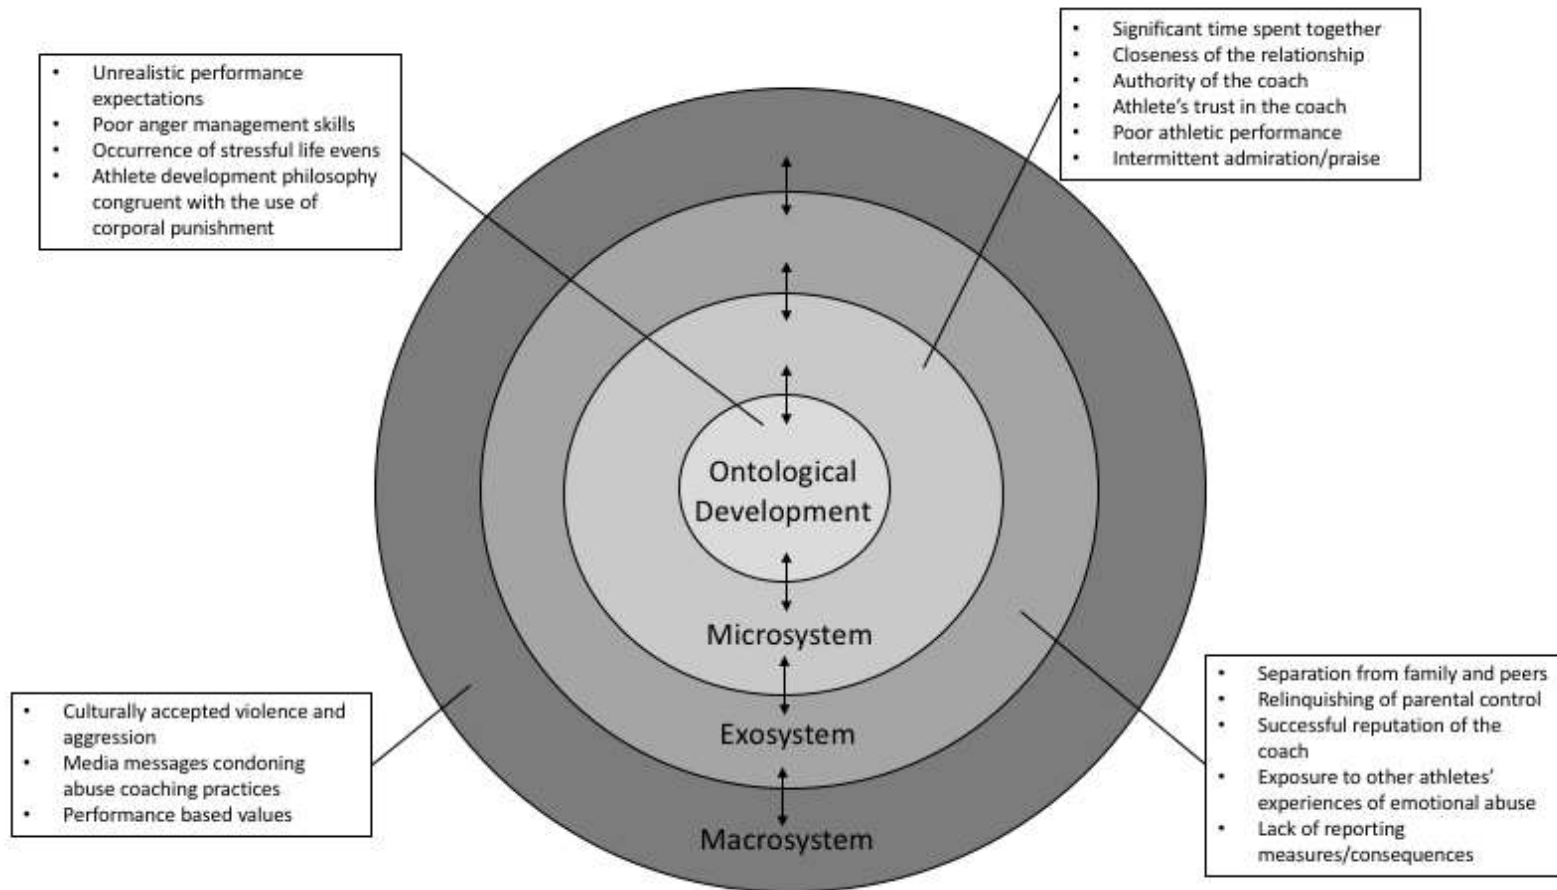 • Unrealistic performance
expectations
• Poor anger management skills
• Occurrence of stressful life evens
• Athlete development philosophy
congruent with the use of
corporal punishment
• Significant time spent together
• Closeness of the relationship
• Authority of the coach
• Athlete's trust in the coach
• Poor athletic performance
• Intermittent admiration/praise
Ontological
Development
Microsystem
Exosystem
Macrosystem
• Culturally accepted violence and
aggression
• Media messages condoning
abuse coaching practices
• Performance based values
• Separation from family and peers
• Relinquishing of parental control
• Successful reputation of the
coach
• Exposure to other athletes'
experiences of emotional abuse
• Lack of reporting
measures/consequences